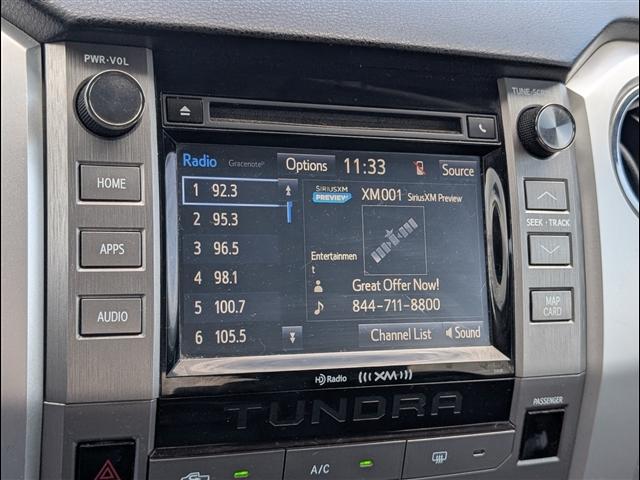 PWR•VOL
TUNE•SCR
Radio Gracenote Options 11:33 Source
1 92.3
2 95.3
3 96.5
4 98.1
5 100.7
6 105.5
SIRIUSXM
PREVIEW
XM001 SiriusXM Preview
Entertainmen
t
Great Offer Now!
844-711-8800
Channel List Sound
HOME
APPS
AUDIO
SEEK•TRACK
MAP
CARD
HD Radio (((XM)))
TUNDRA
PASSENGER
A/C